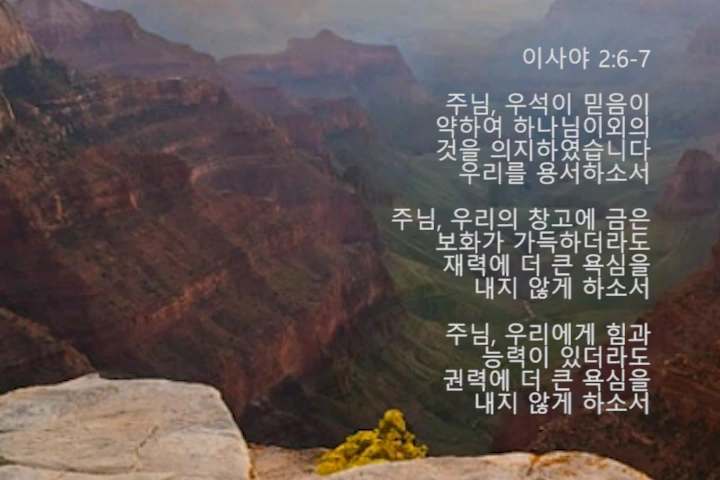 이사야 2:6-7
주님, 우석이 믿음이
약하여 하나님이외의
것을 의지하였습니다
우리를 용서하소서
주님, 우리의 창고에 금은
보화가 가득하더라도
재력에 더 큰 욕심을
내지 않게 하소서
주님, 우리에게 힘과
능력이 있더라도
권력에 더 큰 욕심을
내지 않게 하소서